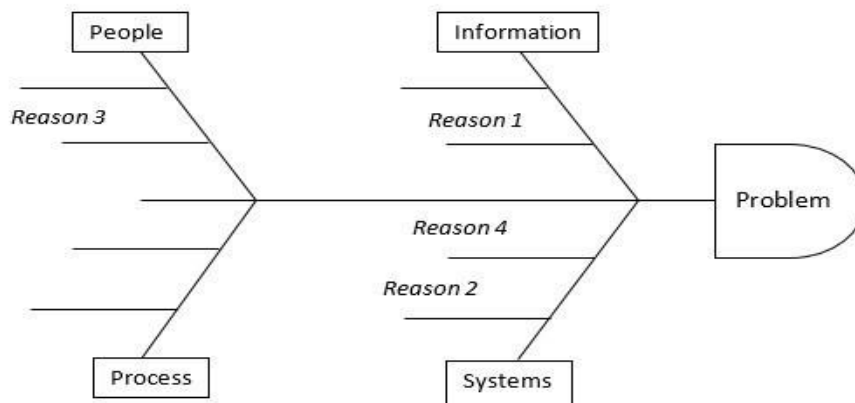 People
Information
Reason 3
Reason 1
Problem
Reason 4
Reason 2
Process
Systems